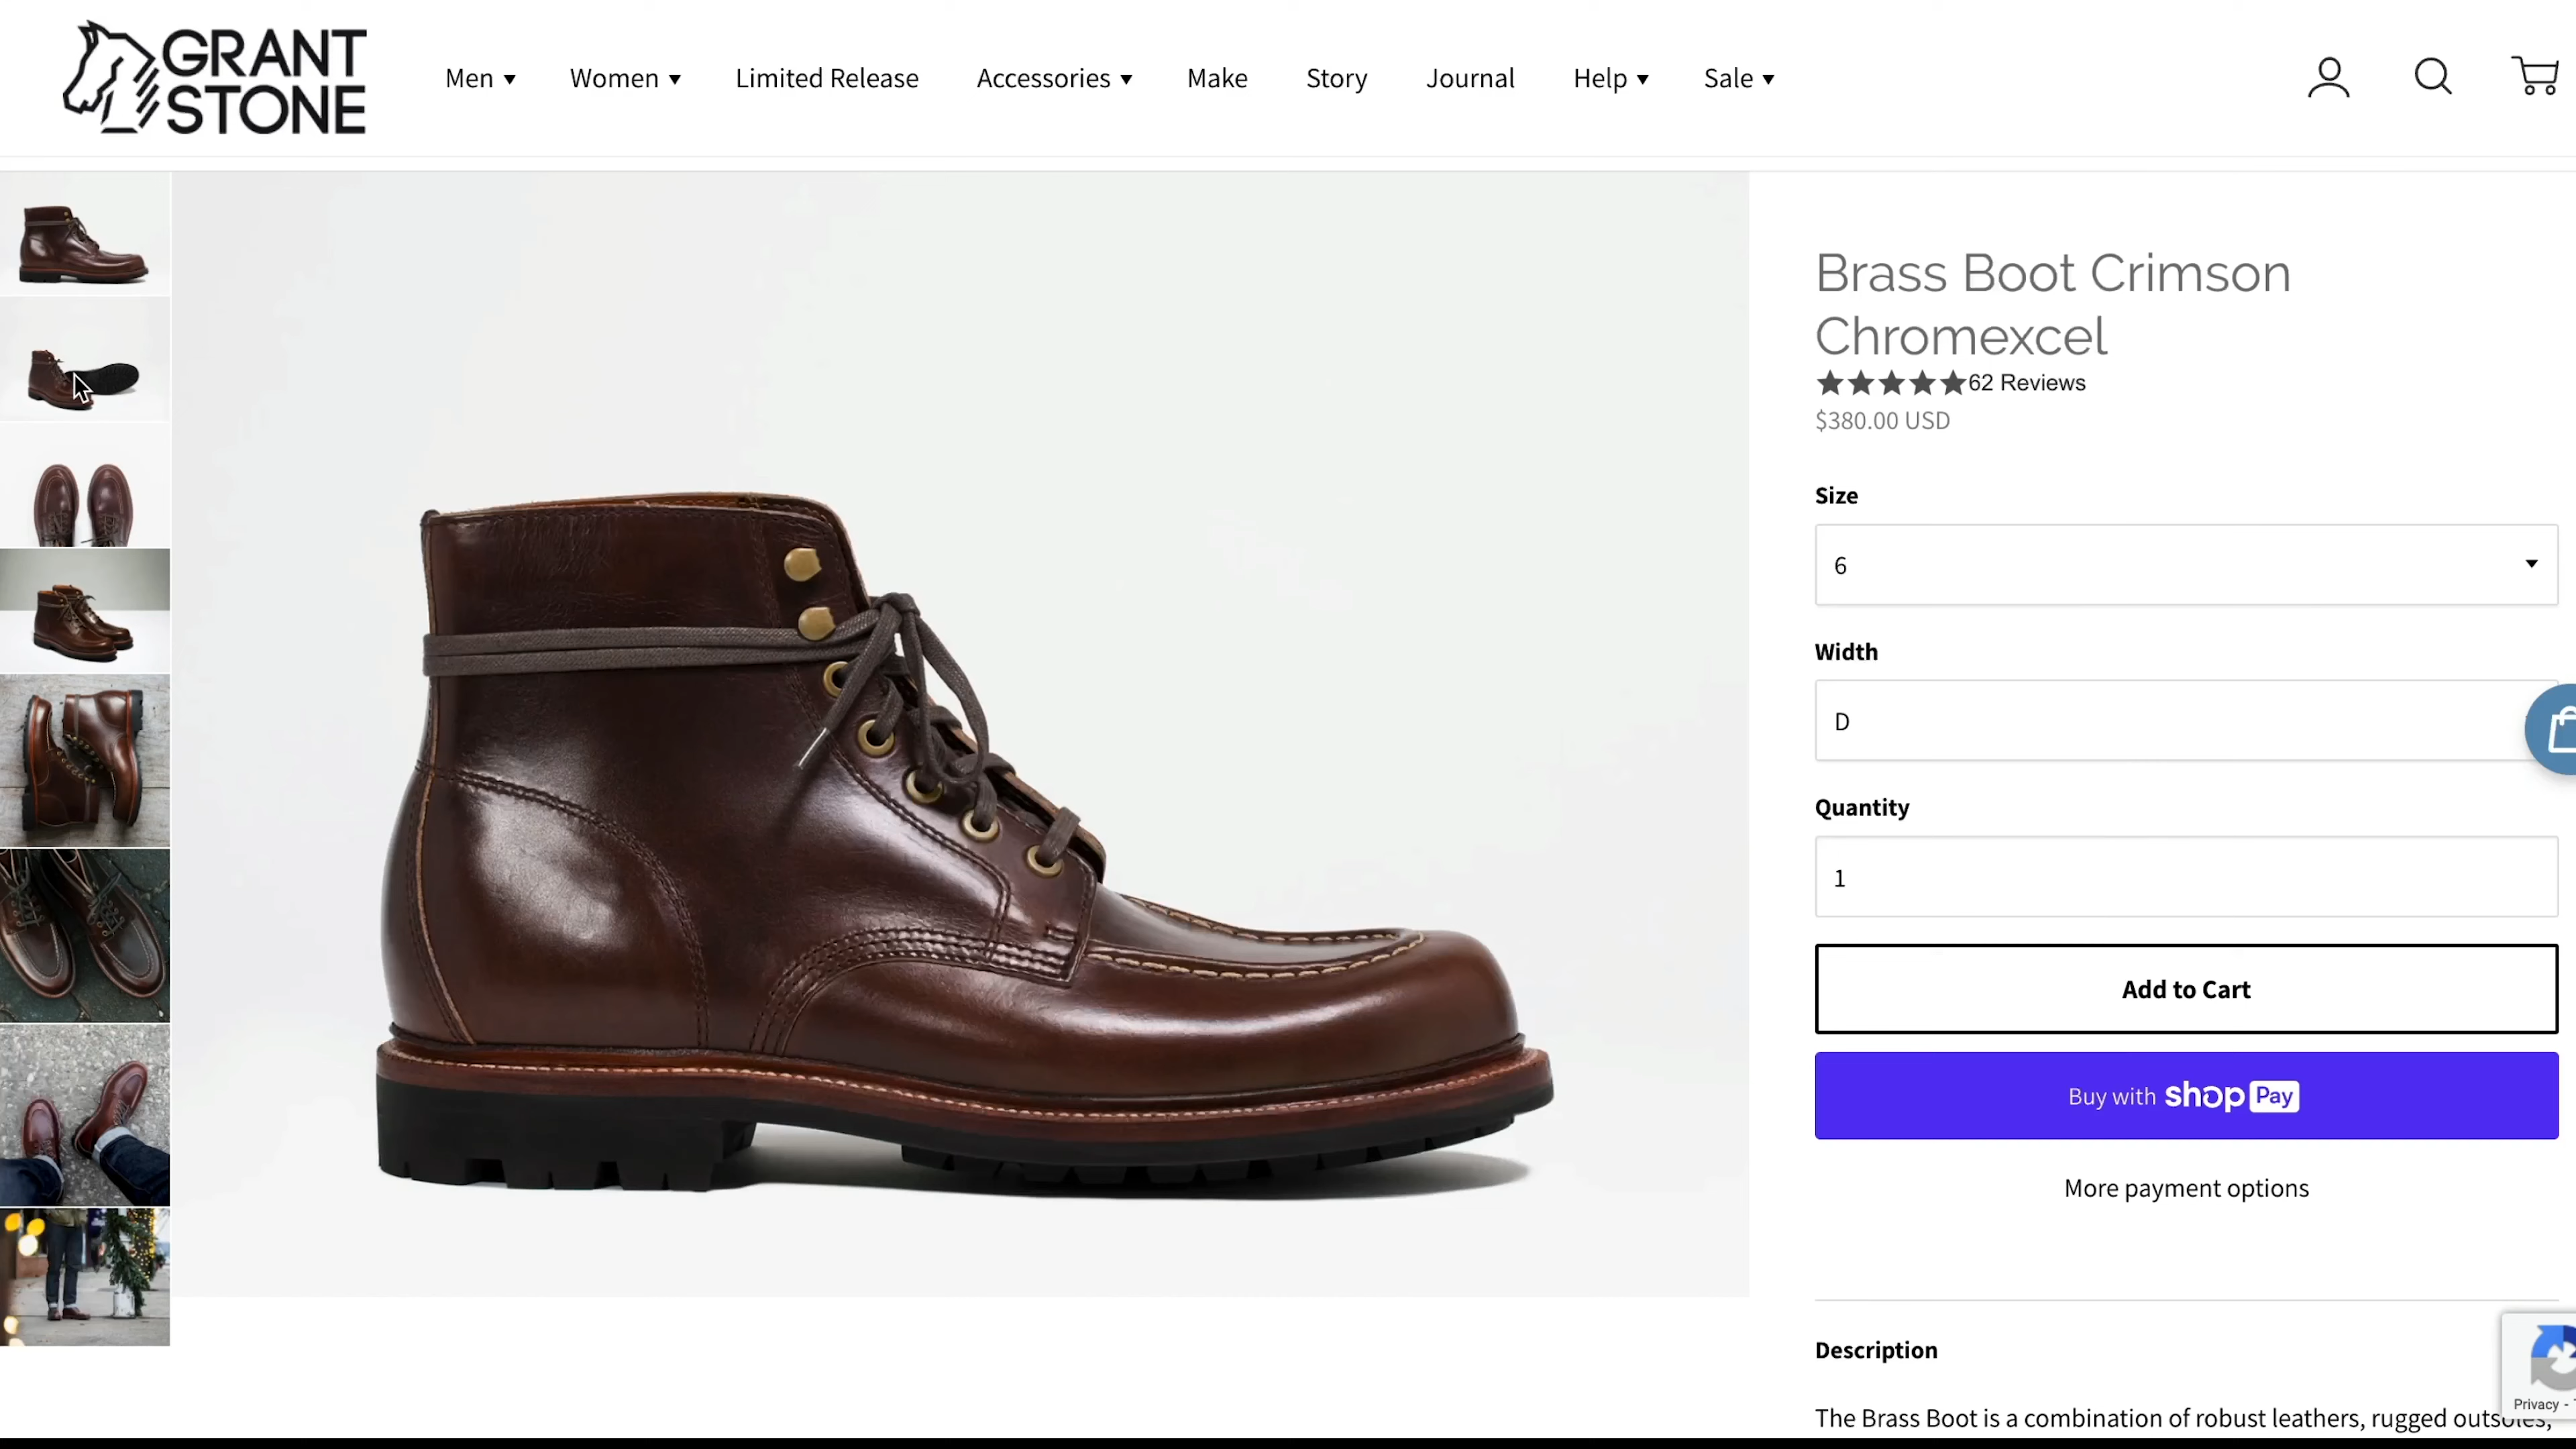 GRANT
STONE
Men
Women
Limited Release
Accessories
Make
Story
Journal
Help
Sale
Brass Boot Crimson
Chromexcel
62 Reviews
$380.00 USD
Size
6
Width
D
Quantity
1
Add to Cart
Buy with shop Pay
More payment options
Description
Privacy -
The Brass Boot is a combination of robust leathers, rugged outsoles,